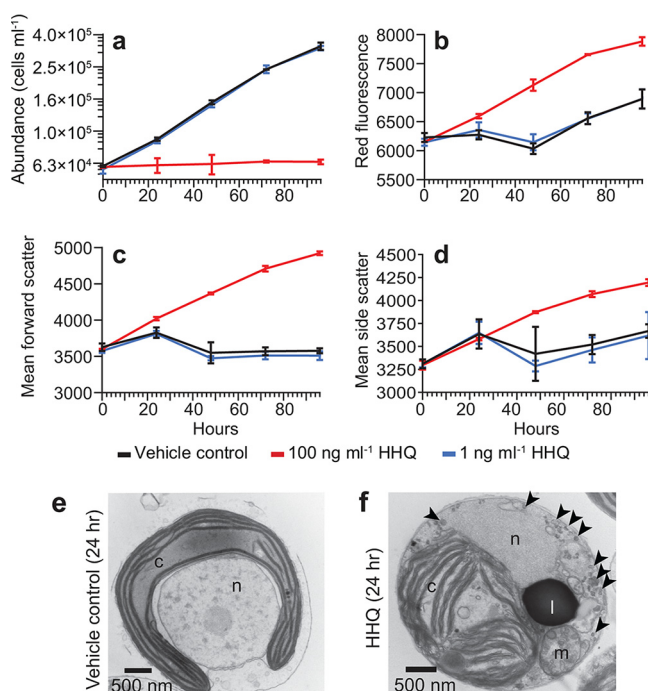 a
Abundance (cells ml⁻¹)
4.0×10⁵
2.5×10⁵
1.6×10⁵
1.0×10⁵
6.3×10⁴
0 20 40 60 80
b
Red fluorescence
8000
7500
7000
6500
6000
5500
0 20 40 60 80
c
Mean forward scatter
5000
4500
4000
3500
3000
0 20 40 60 80
Hours
d
Mean side scatter
4500
4250
4000
3750
3500
3250
3000
0 20 40 60 80
Hours
Vehicle control 100 ng ml⁻¹ HHQ 1 ng ml⁻¹ HHQ
e
Vehicle control (24 hr)
c
n
500 nm
f
HHQ (24 hr)
n
c
l
m
500 nm